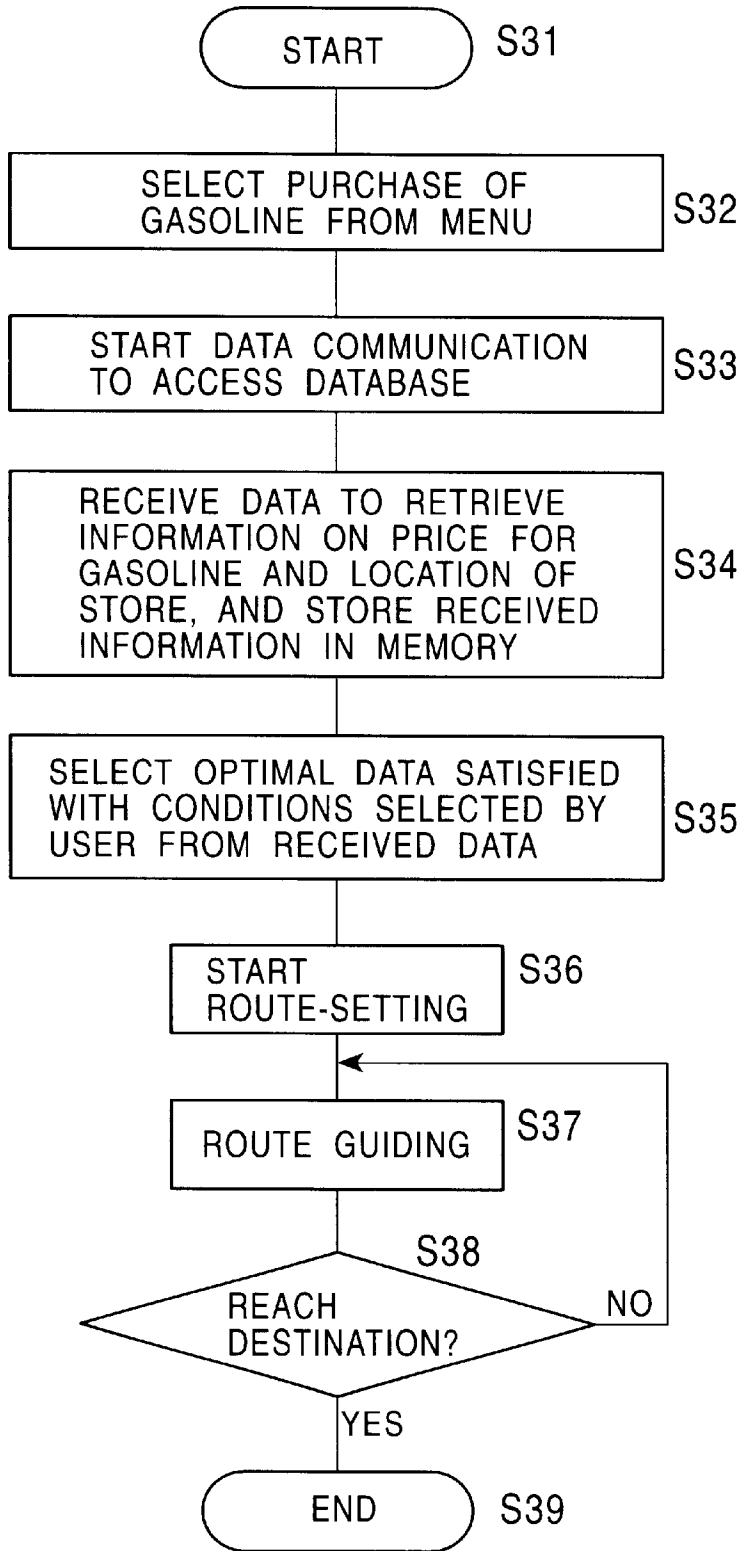 START
S31
SELECT PURCHASE OF
GASOLINE FROM MENU
S32
START DATA COMMUNICATION
TO ACCESS DATABASE
S33
RECEIVE DATA TO RETRIEVE
INFORMATION ON PRICE FOR
GASOLINE AND LOCATION OF
STORE, AND STORE RECEIVED
INFORMATION IN MEMORY
S34
SELECT OPTIMAL DATA SATISFIED
WITH CONDITIONS SELECTED BY
USER FROM RECEIVED DATA
S35
START
ROUTE-SETTING
S36
ROUTE GUIDING
S37
S38
REACH
DESTINATION?
NO
YES
END
S39